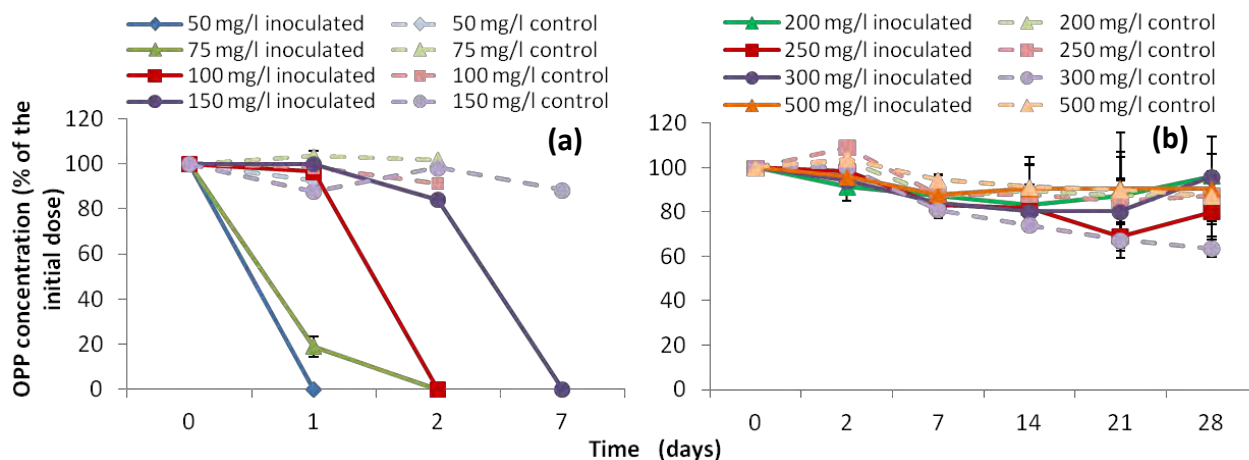 50 mg/l inoculated 50 mg/l control
75 mg/l inoculated 75 mg/l control
100 mg/l inoculated 100 mg/l control
150 mg/l inoculated 150 mg/l control
OPP concentration (% of the
initial dose)
120
100
80
60
40
20
0
(a)
0 1 2 7
200 mg/l inoculated 200 mg/l control
250 mg/l inoculated 250 mg/l control
300 mg/l inoculated 300 mg/l control
500 mg/l inoculated 500 mg/l control
120
100
80
60
40
20
0
(b)
0 2 7 14 21 28
Time (days)